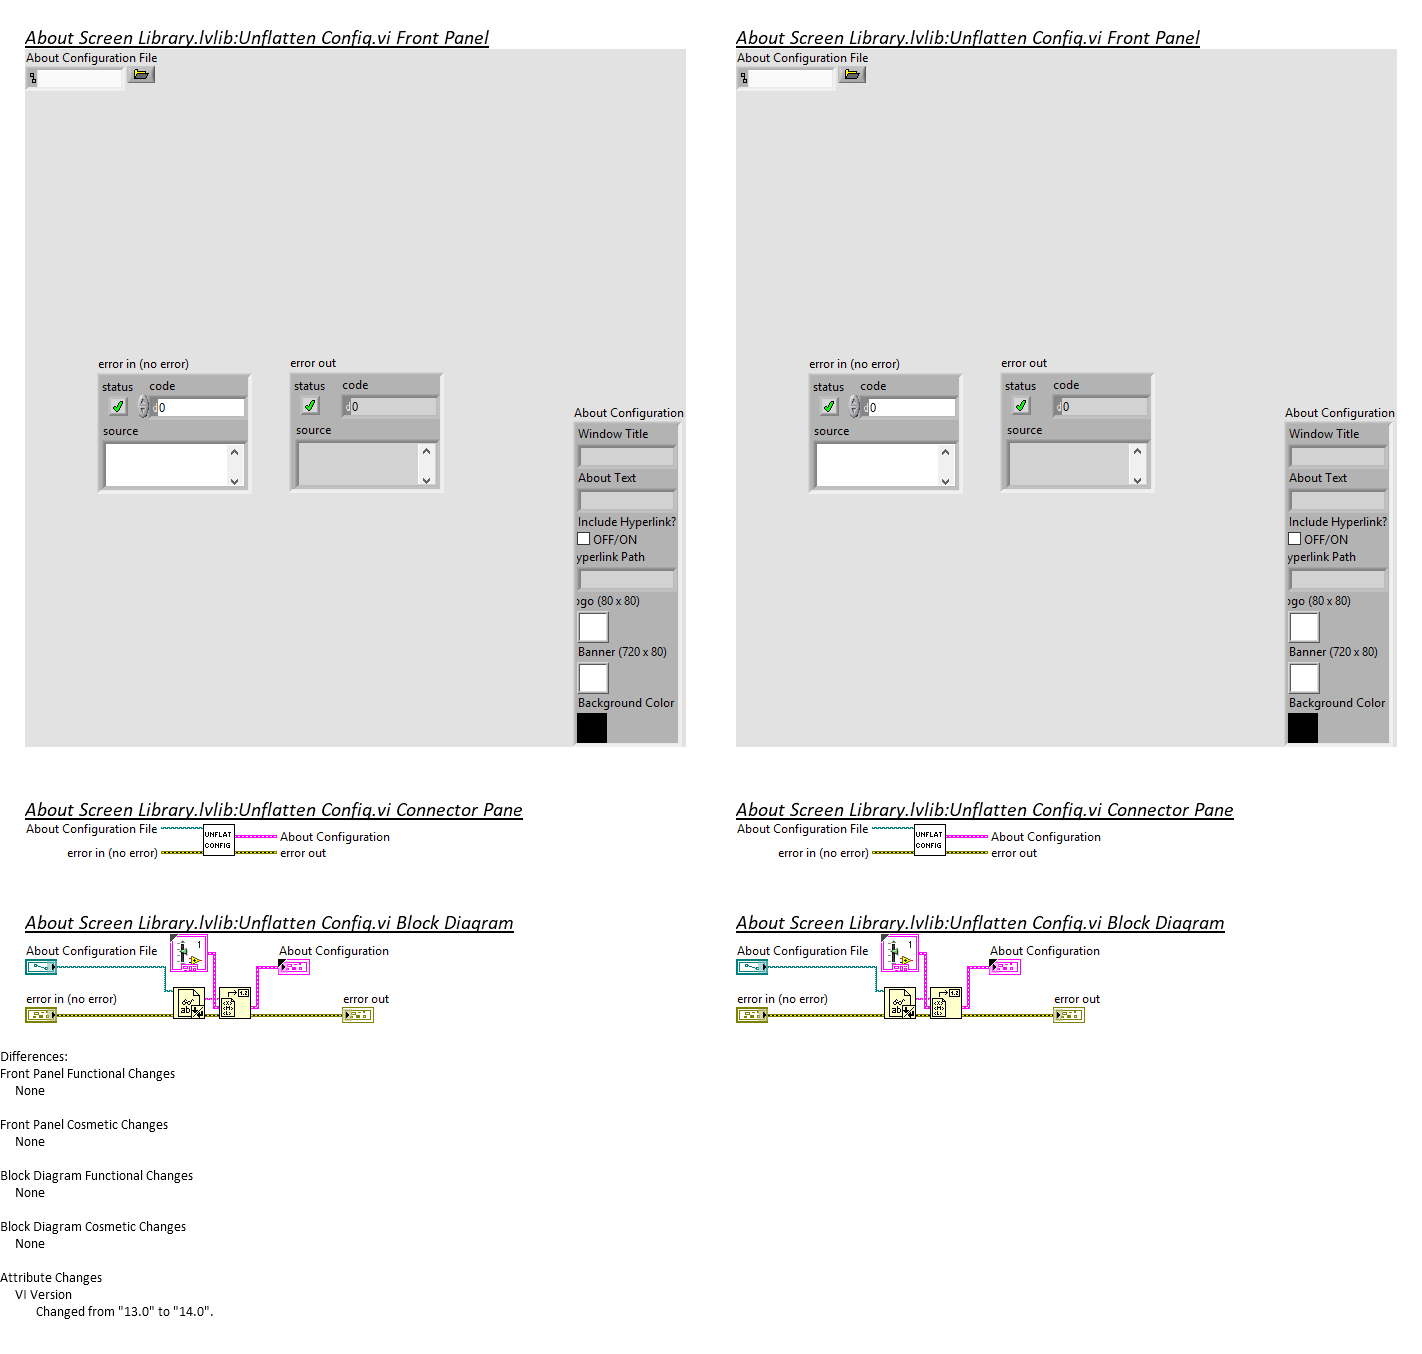 About Screen Library.lvlib:Unflatten Config.vi Front Panel
About Configuration File
error in (no error)
status
code
0
source
error out
status
code
0
source
About Configuration
Window Title
About Text
Include Hyperlink?
OFF/ON
yperlink Path
ogo (80 x 80)
Banner (720 x 80)
Background Color
About Screen Library.lvlib:Unflatten Config.vi Front Panel
About Configuration File
error in (no error)
status
code
0
source
error out
status
code
0
source
About Configuration
Window Title
About Text
Include Hyperlink?
OFF/ON
yperlink Path
ogo (80 x 80)
Banner (720 x 80)
Background Color
About Screen Library.lvlib:Unflatten Config.vi Connector Pane
About Configuration File
error in (no error)
UNFLAT
CONFIG
About Configuration
error out
About Screen Library.lvlib:Unflatten Config.vi Connector Pane
About Configuration File
error in (no error)
UNFLAT
CONFIG
About Configuration
error out
About Screen Library.lvlib:Unflatten Config.vi Block Diagram
About Configuration File
1
About Configuration
error in (no error)
error out
About Screen Library.lvlib:Unflatten Config.vi Block Diagram
About Configuration File
1
About Configuration
error in (no error)
error out
Differences:
Front Panel Functional Changes
None
Front Panel Cosmetic Changes
None
Block Diagram Functional Changes
None
Block Diagram Cosmetic Changes
None
Attribute Changes
VI Version
Changed from "13.0" to "14.0".